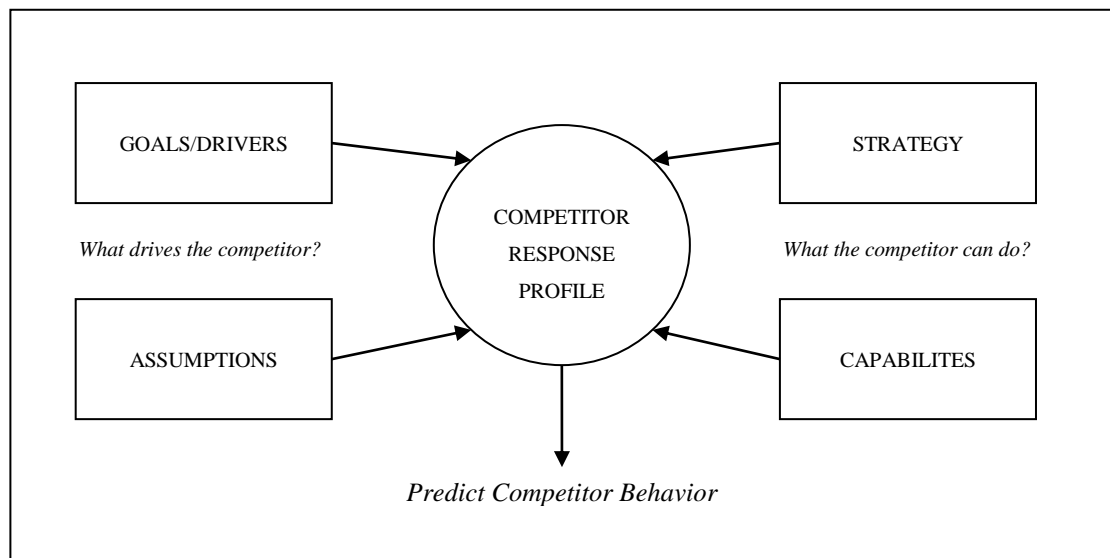 GOALS/DRIVERS
STRATEGY
What drives the competitor?
COMPETITOR
RESPONSE
PROFILE
What the competitor can do?
ASSUMPTIONS
CAPABILITES
Predict Competitor Behavior